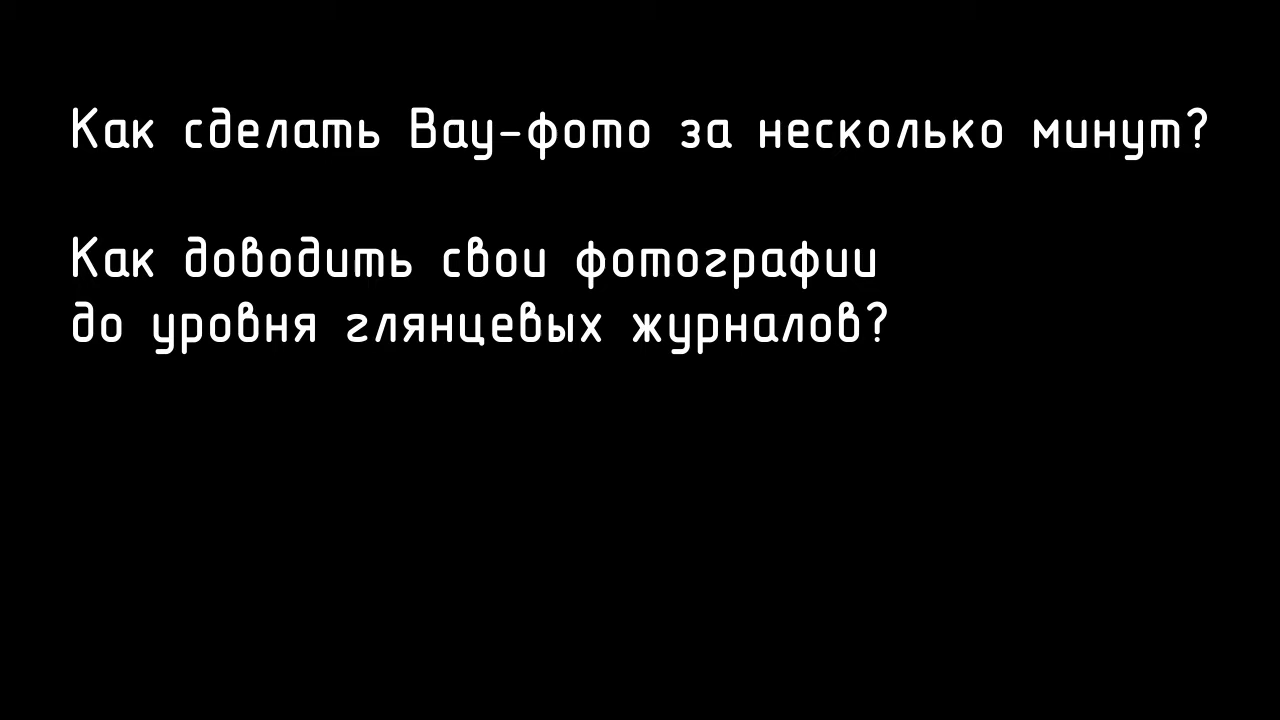 Как сделать Вау-фото за несколько минут?
Как доводить свои фотографии
до уровня глянцевых журналов?